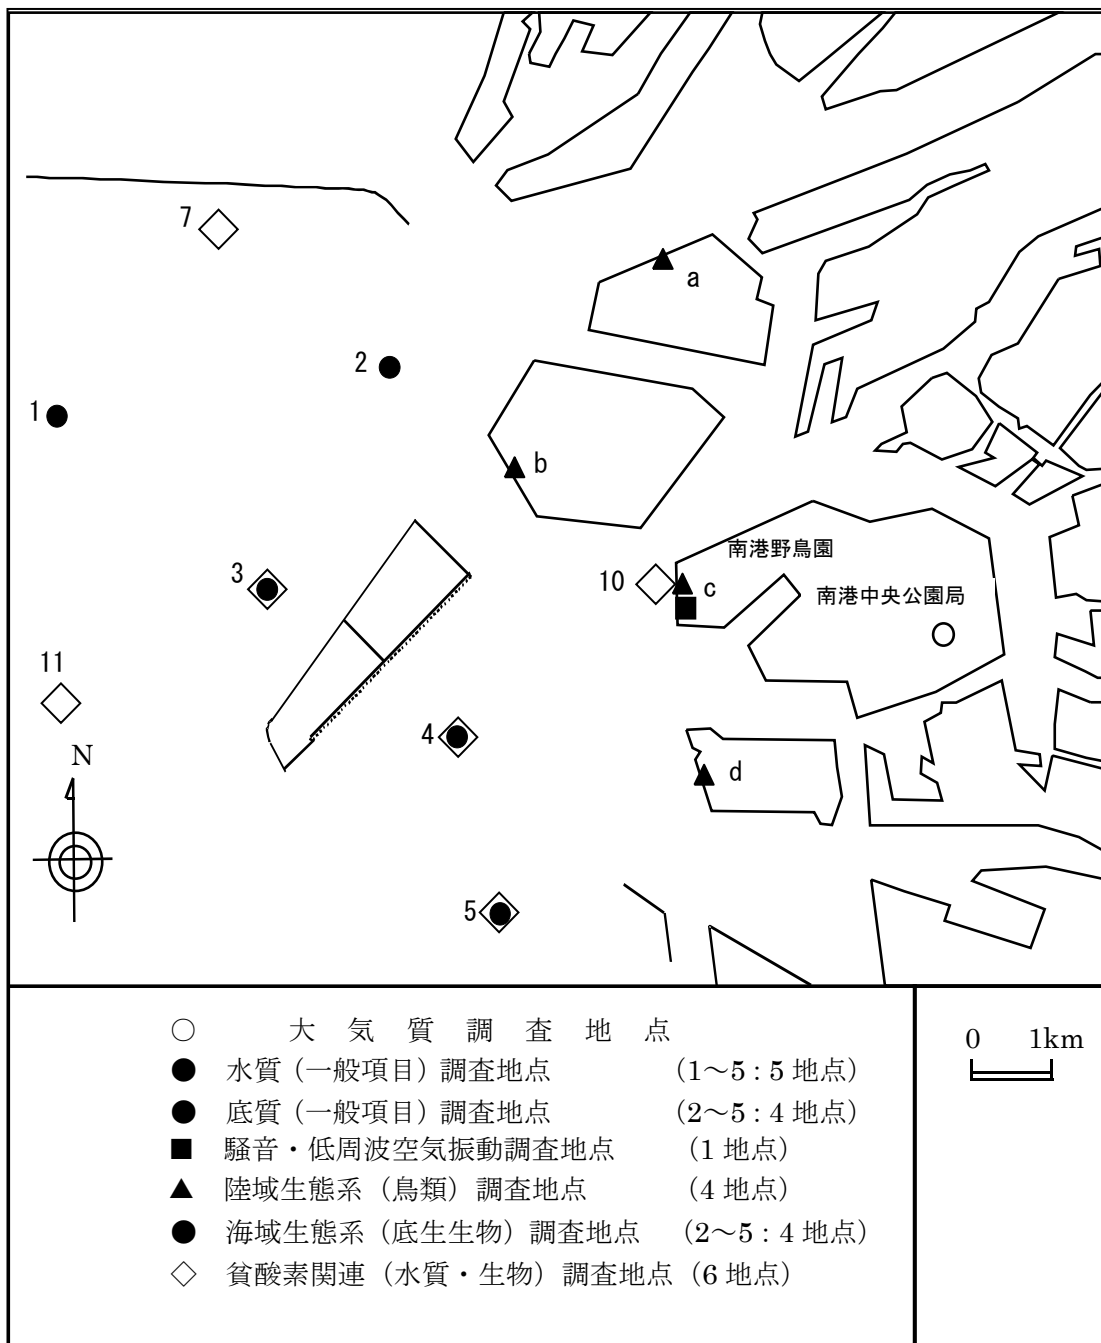 7
a
2
1
b
南港野鳥園
3
10
c
南港中央公園局
11
4
N
d
5
○ 大気質調査地点
● 水質（一般項目）調査地点 （1～5：5 地点）
● 底質（一般項目）調査地点 （2～5：4 地点）
■ 騒音・低周波空気振動調査地点 （1 地点）
▲ 陸域生態系（鳥類）調査地点 （4 地点）
● 海域生態系（底生生物）調査地点 （2～5：4 地点）
◇ 貧酸素関連（水質・生物）調査地点（6 地点）
0 1km